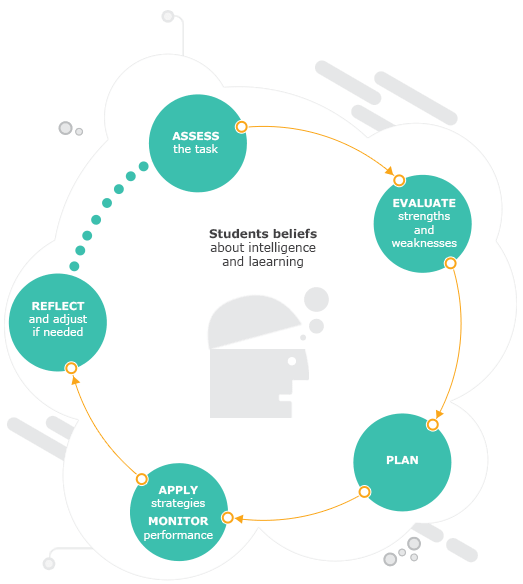 ASSESS
the task
EVALUATE
strengths
and
weaknesses
Students beliefs
about intelligence
and laearning
REFLECT
and adjust
if needed
PLAN
APPLY
strategies
MONITOR
performance